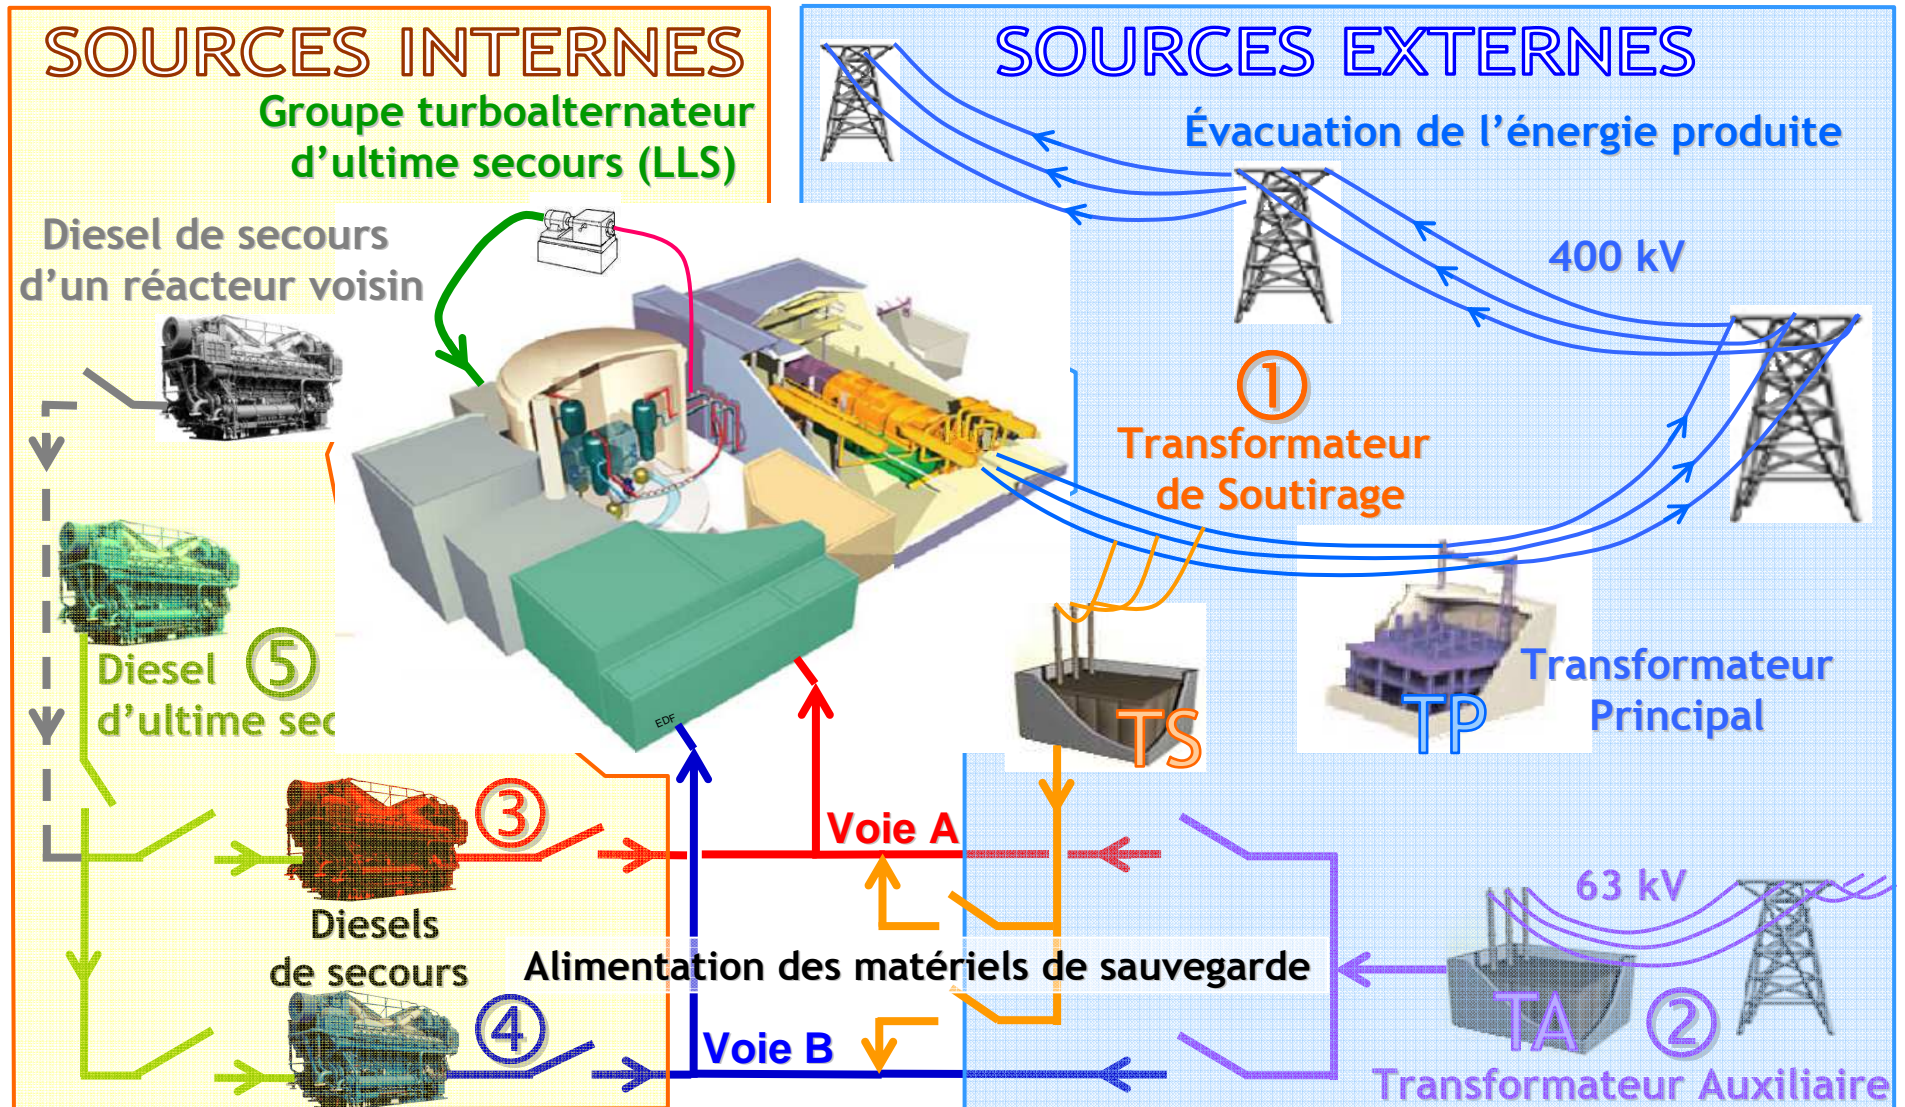 SOURCES INTERNES
Groupe turboalternateur
d'ultime secours (LLS)
Diesel de secours
d'un réacteur voisin
Diesel 5
d'ultime sec
3
Diesels
de secours
4
EDF
SOURCES EXTERNES
Évacuation de l'énergie produite
400 kV
1
Transformateur
de Soutirage
TS
TP
Transformateur
Principal
Voie A
63 kV
Alimentation des matériels de sauvegarde
TA 2
Voie B
Transformateur Auxiliaire